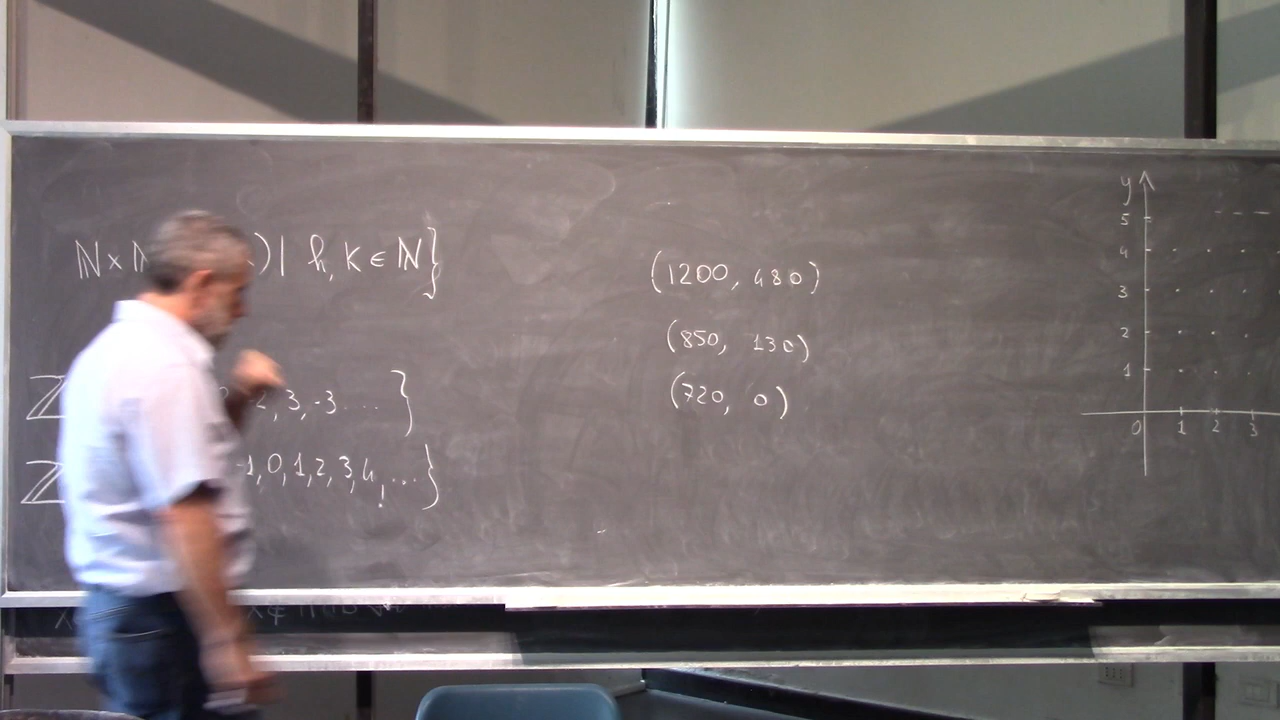 ℕ×
)| h, k ∈ ℕ}
ℤ
2, 3, -3 .... }
ℤ
-1, 0, 1, 2, 3, 4, ... }
(1200, 480)
(850, 130)
(720, 0)
y
5
4
3
2
1
0 1 2 3